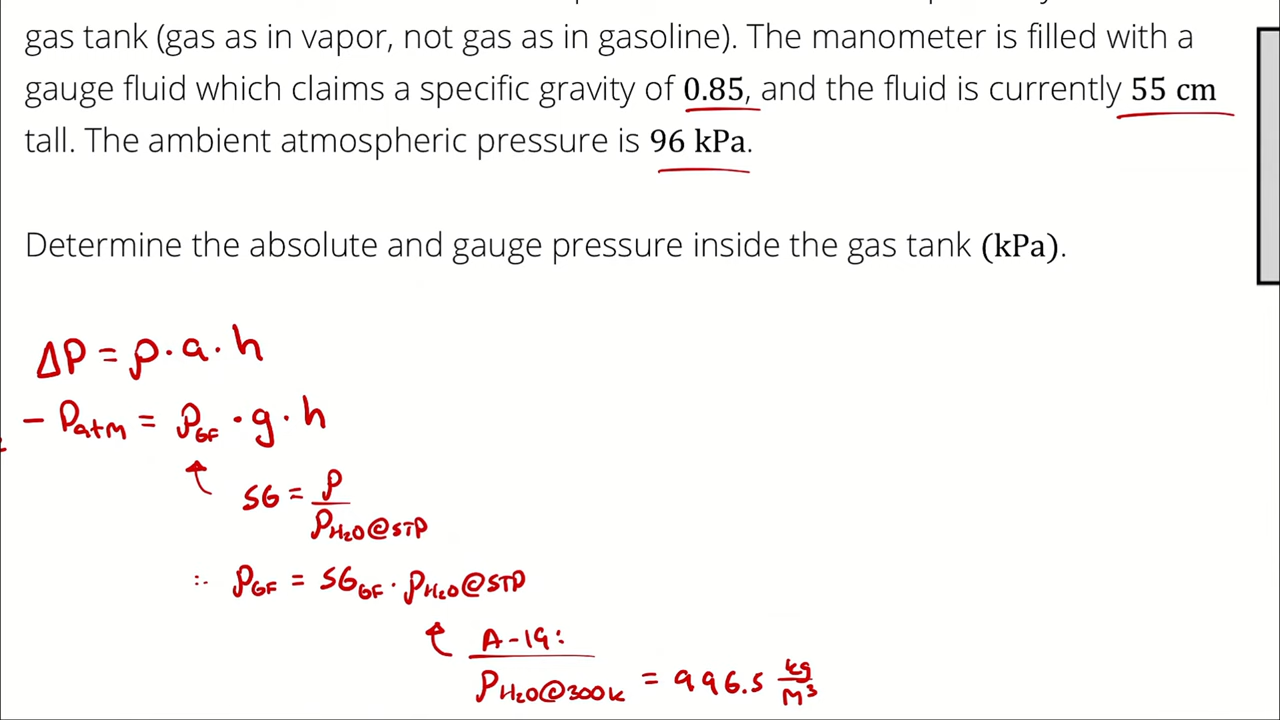 gas tank (gas as in vapor, not gas as in gasoline). The manometer is filled with a
gauge fluid which claims a specific gravity of 0.85, and the fluid is currently 55 cm
tall. The ambient atmospheric pressure is 96 kPa.
Determine the absolute and gauge pressure inside the gas tank (kPa).
ΔP = ρ · a · h
- Patm = ρGF · g · h
SG = ρ / ρH₂O@STP
∴ ρGF = SGGF · ρH₂O@STP
A-19:
ρH₂O@300K = 996.5 kg/m³